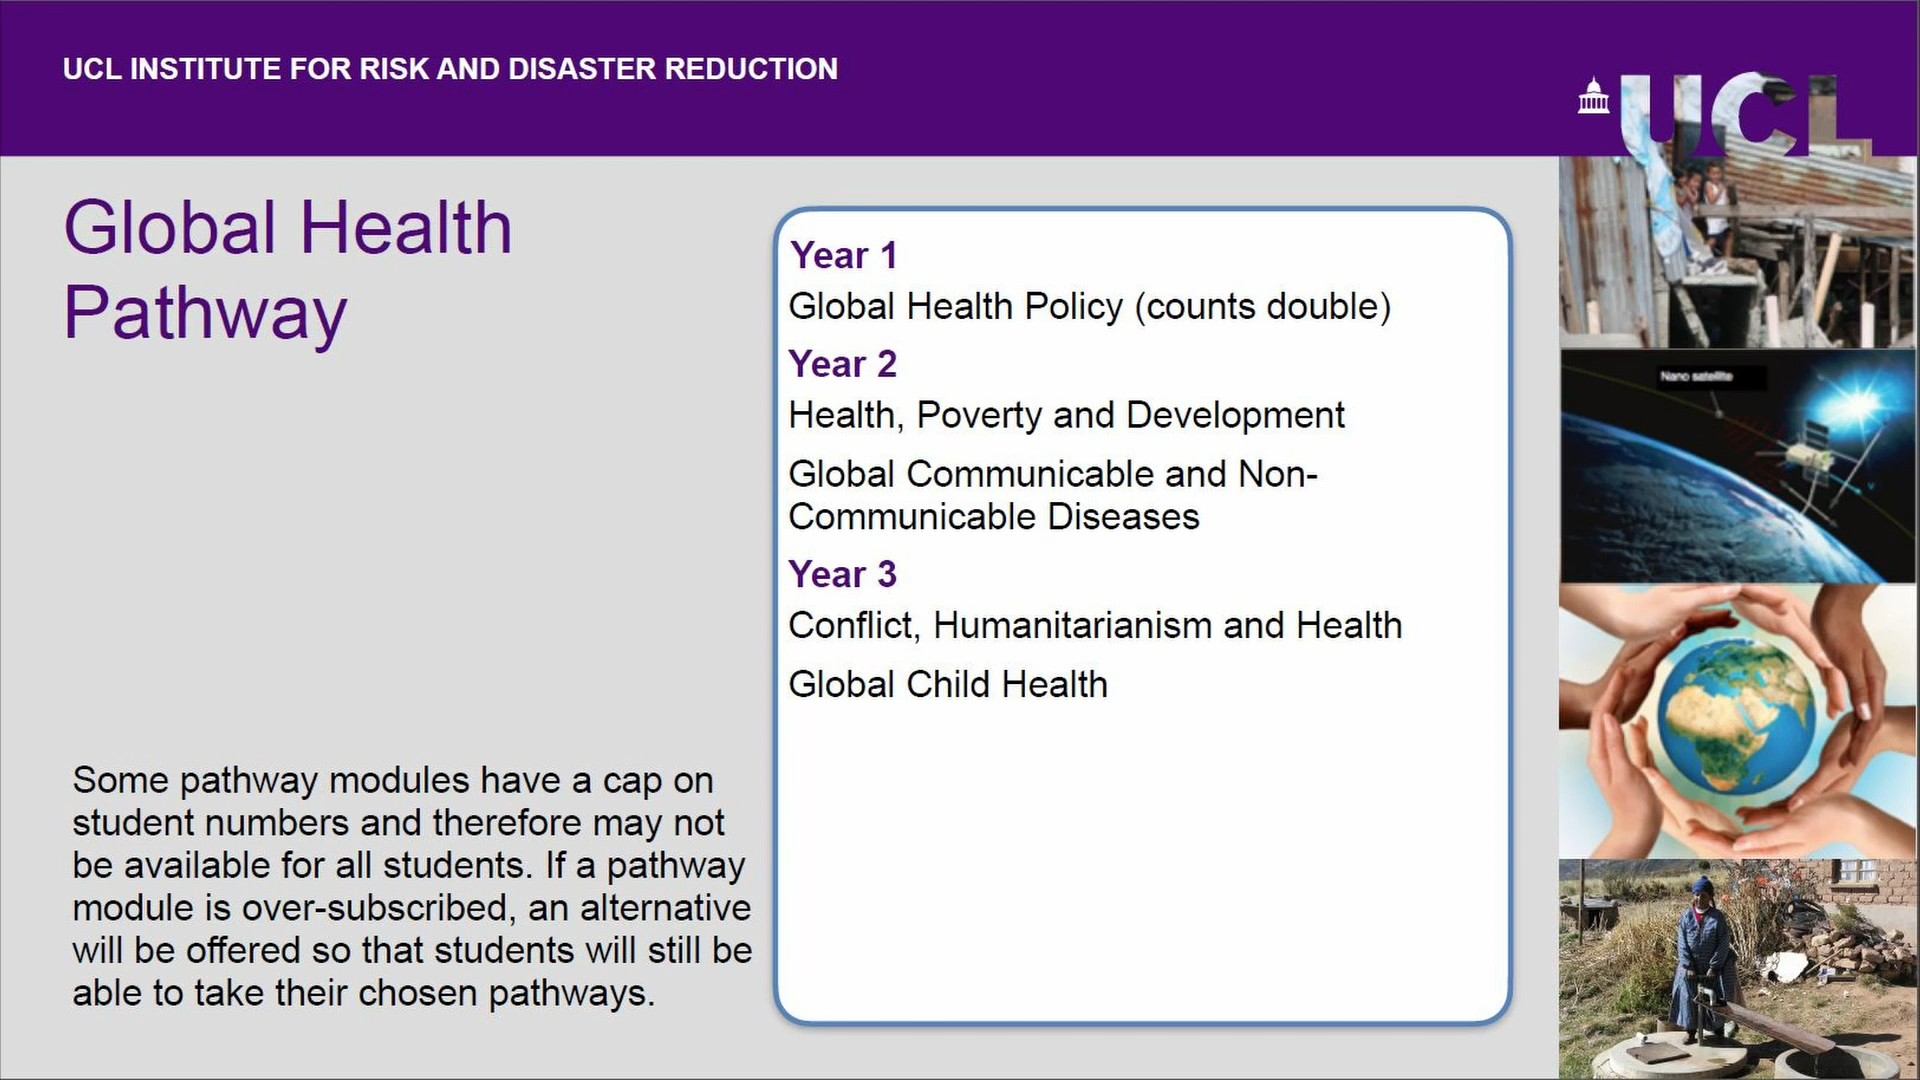 UCL INSTITUTE FOR RISK AND DISASTER REDUCTION
UCL
Global Health
Pathway
Year 1
Global Health Policy (counts double)
Year 2
Health, Poverty and Development
Global Communicable and Non-
Communicable Diseases
Year 3
Conflict, Humanitarianism and Health
Global Child Health
Some pathway modules have a cap on
student numbers and therefore may not
be available for all students. If a pathway
module is over-subscribed, an alternative
will be offered so that students will still be
able to take their chosen pathways.
Nano satellite